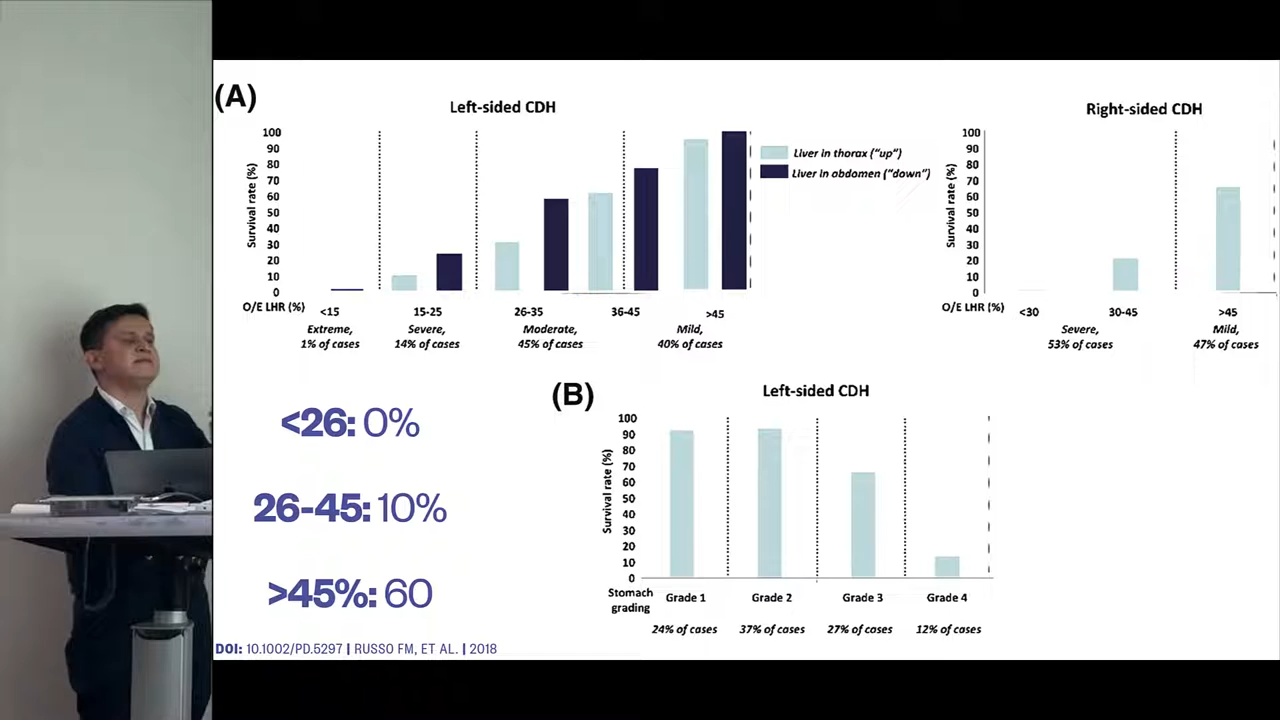 (A)
Left-sided CDH
100
90
80
70
60
50
40
30
20
10
0
Survival rate (%)
Liver in thorax ("up")
Liver in abdomen ("down")
O/E LHR (%)
<15
15-25
26-35
36-45
>45
Extreme,
1% of cases
Severe,
14% of cases
Moderate,
45% of cases
Mild,
40% of cases
Right-sided CDH
100
90
80
70
60
50
40
30
20
10
0
Survival rate (%)
O/E LHR (%)
<30
30-45
>45
Severe,
53% of cases
Mild,
47% of cases
<26: 0%
26-45: 10%
>45%: 60
(B)
Left-sided CDH
100
90
80
70
60
50
40
30
20
10
0
Survival rate (%)
Stomach
grading
Grade 1
Grade 2
Grade 3
Grade 4
24% of cases
37% of cases
27% of cases
12% of cases
DOI: 10.1002/PD.5297 | RUSSO FM, ET AL. | 2018